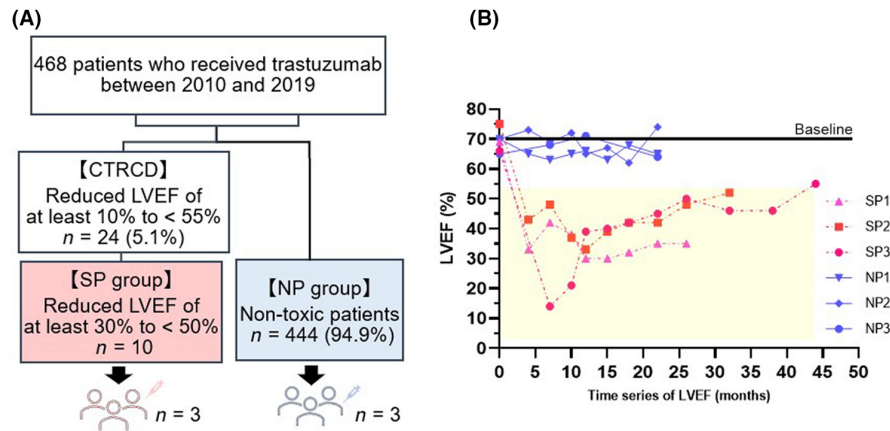 (A)
468 patients who received trastuzumab
between 2010 and 2019
【CTRCD】
Reduced LVEF of
at least 10% to < 55%
n = 24 (5.1%)
【SP group】
Reduced LVEF of
at least 30% to < 50%
n = 10
【NP group】
Non-toxic patients
n = 444 (94.9%)
n = 3
n = 3
(B)
80
70
60
50
40
30
20
10
0
LVEF (%)
Baseline
0 5 10 15 20 25 30 35 40 45 50
Time series of LVEF (months)
SP1
SP2
SP3
NP1
NP2
NP3